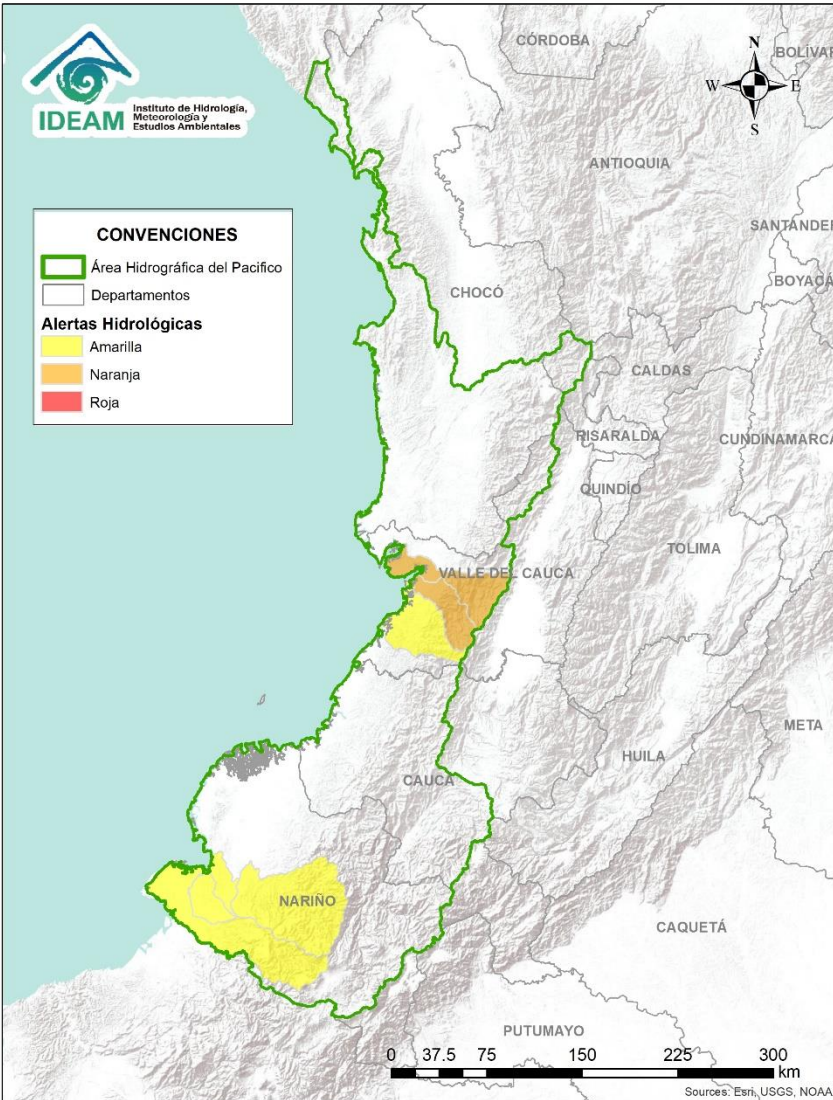 IDEAM
Instituto de Hidrología,
Meteorología y
Estudios Ambientales
N
W
E
S
CONVENCIONES
Área Hidrográfica del Pacifico
Departamentos
Alertas Hidrológicas
Amarilla
Naranja
Roja
CÓRDOBA
BOLÍVAR
ANTIOQUIA
SANTANDER
BOYACÁ
CHOCÓ
CALDAS
RISARALDA
CUNDINAMARCA
QUINDÍO
TOLIMA
VALLE DEL CAUCA
META
HUILA
CAUCA
NARIÑO
CAQUETÁ
PUTUMAYO
0 37.5 75 150 225 300
km
Sources: Esri, USGS, NOAA